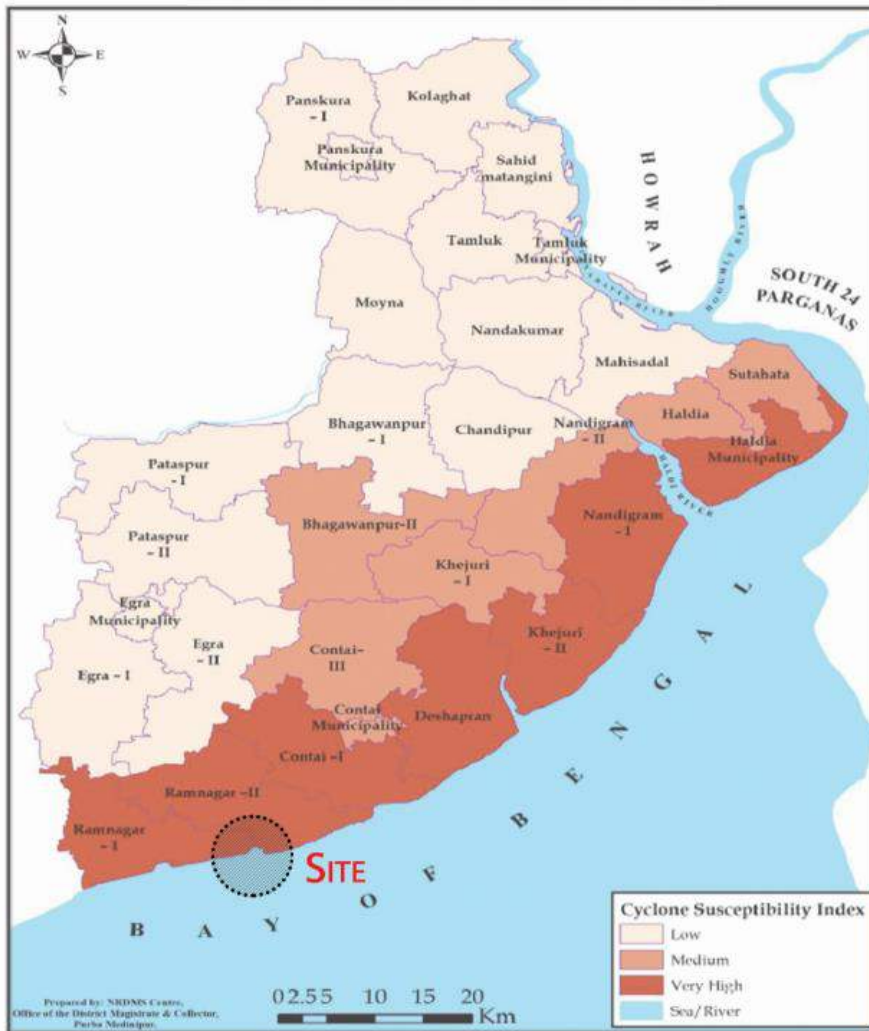 N
W
E
S
Panskura
- I
Kolaghat
Panskura
Municipality
Sahid
matangini
Tamluk
Tamluk
Municipality
HOWRAH
HOOGHLY RIVER
SOUTH 24
PARGANAS
Moyna
Nandakumar
Mahisadal
Sutahata
Haldia
Haldia
Municipality
HALDI RIVER
Bhagawanpur
- I
Chandipur
Nandigram
- II
Pataspur
- I
Bhagawanpur-II
Nandigram
- I
Pataspur
- II
Khejuri
- I
Egra
Municipality
Egra
- II
Egra - I
Contai-
III
Khejuri
- II
Contai
Municipality
Deshapran
Contai -I
Ramnagar -II
Ramnagar
- I
SITE
BAY OF BENGAL
Cyclone Susceptibility Index
Low
Medium
Very High
Sea/River
0 2.5 5 10 15 20
Km
Prepared by: NRDMS Centre,
Office of the District Magistrate & Collector,
Purba Medinipur.